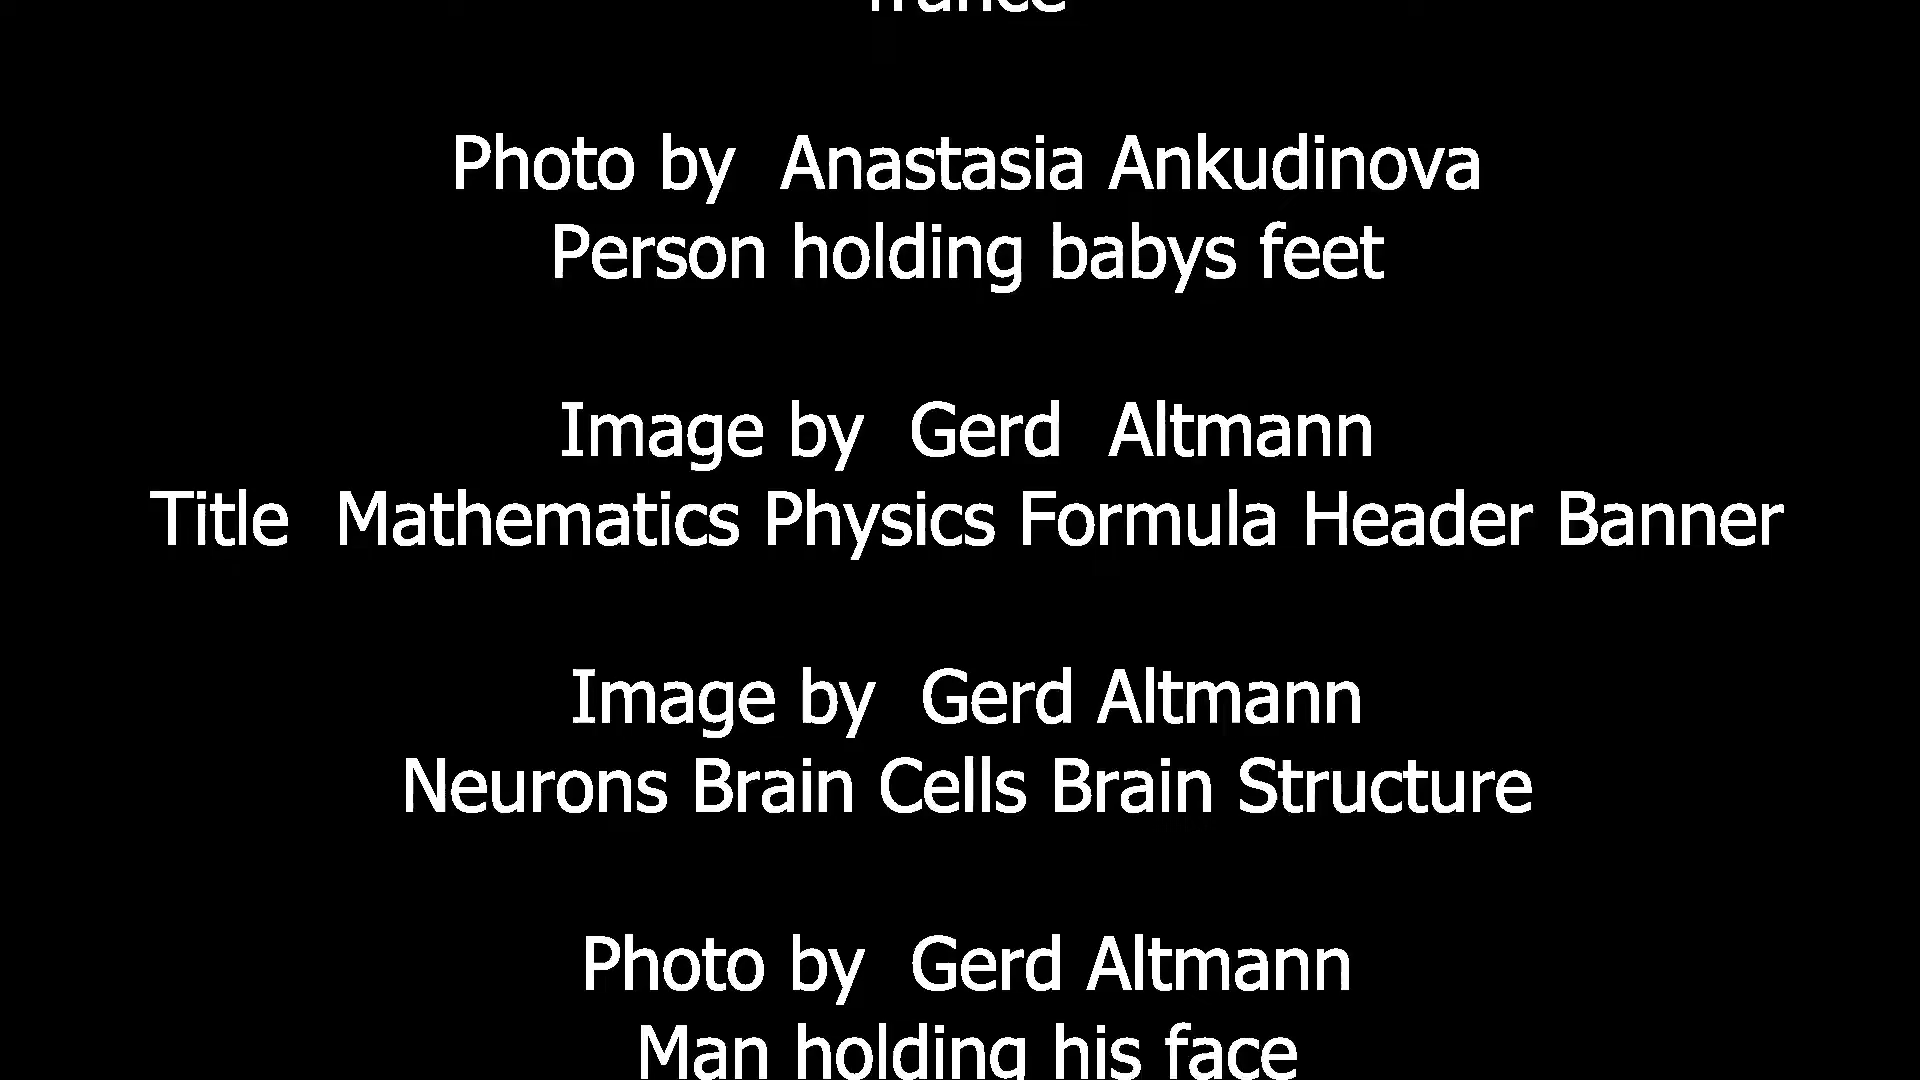 Photo by  Anastasia Ankudinova
Person holding babys feet
Image by  Gerd  Altmann
Title  Mathematics Physics Formula Header Banner
Image by  Gerd Altmann
Neurons Brain Cells Brain Structure
Photo by  Gerd Altmann
Man holding his face